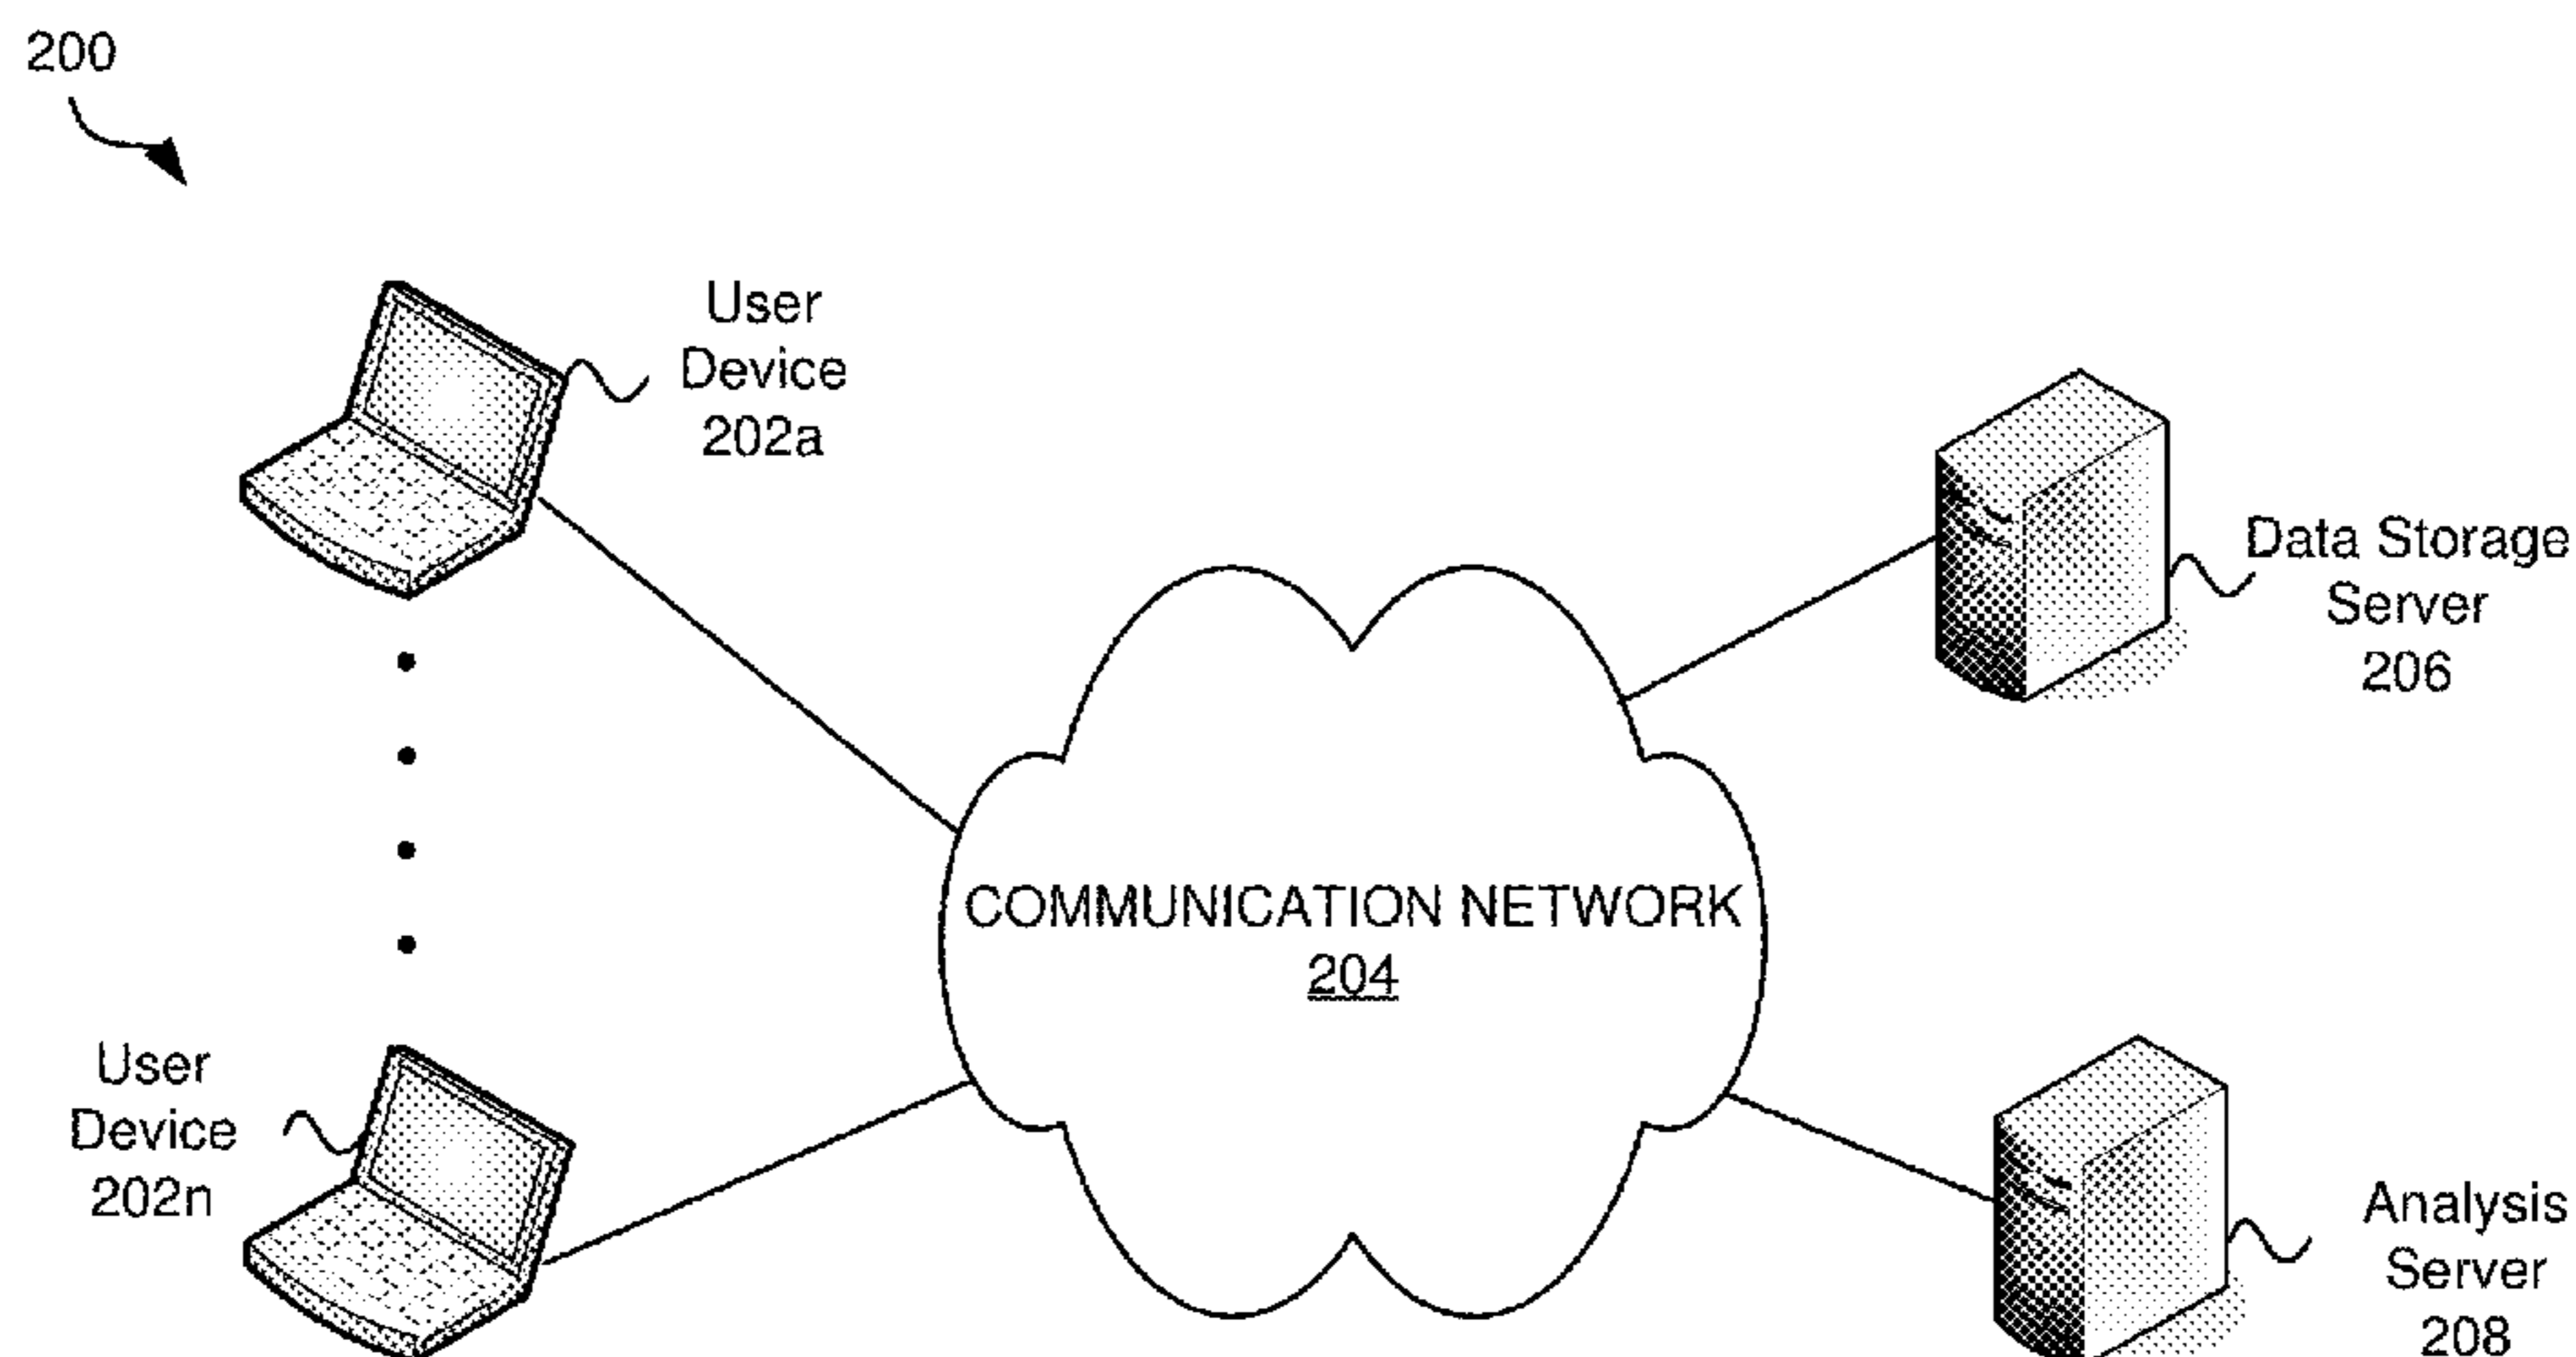 200
User
Device
202a
Data Storage
Server
206
COMMUNICATION NETWORK
204
User
Device
202n
Analysis
Server
208